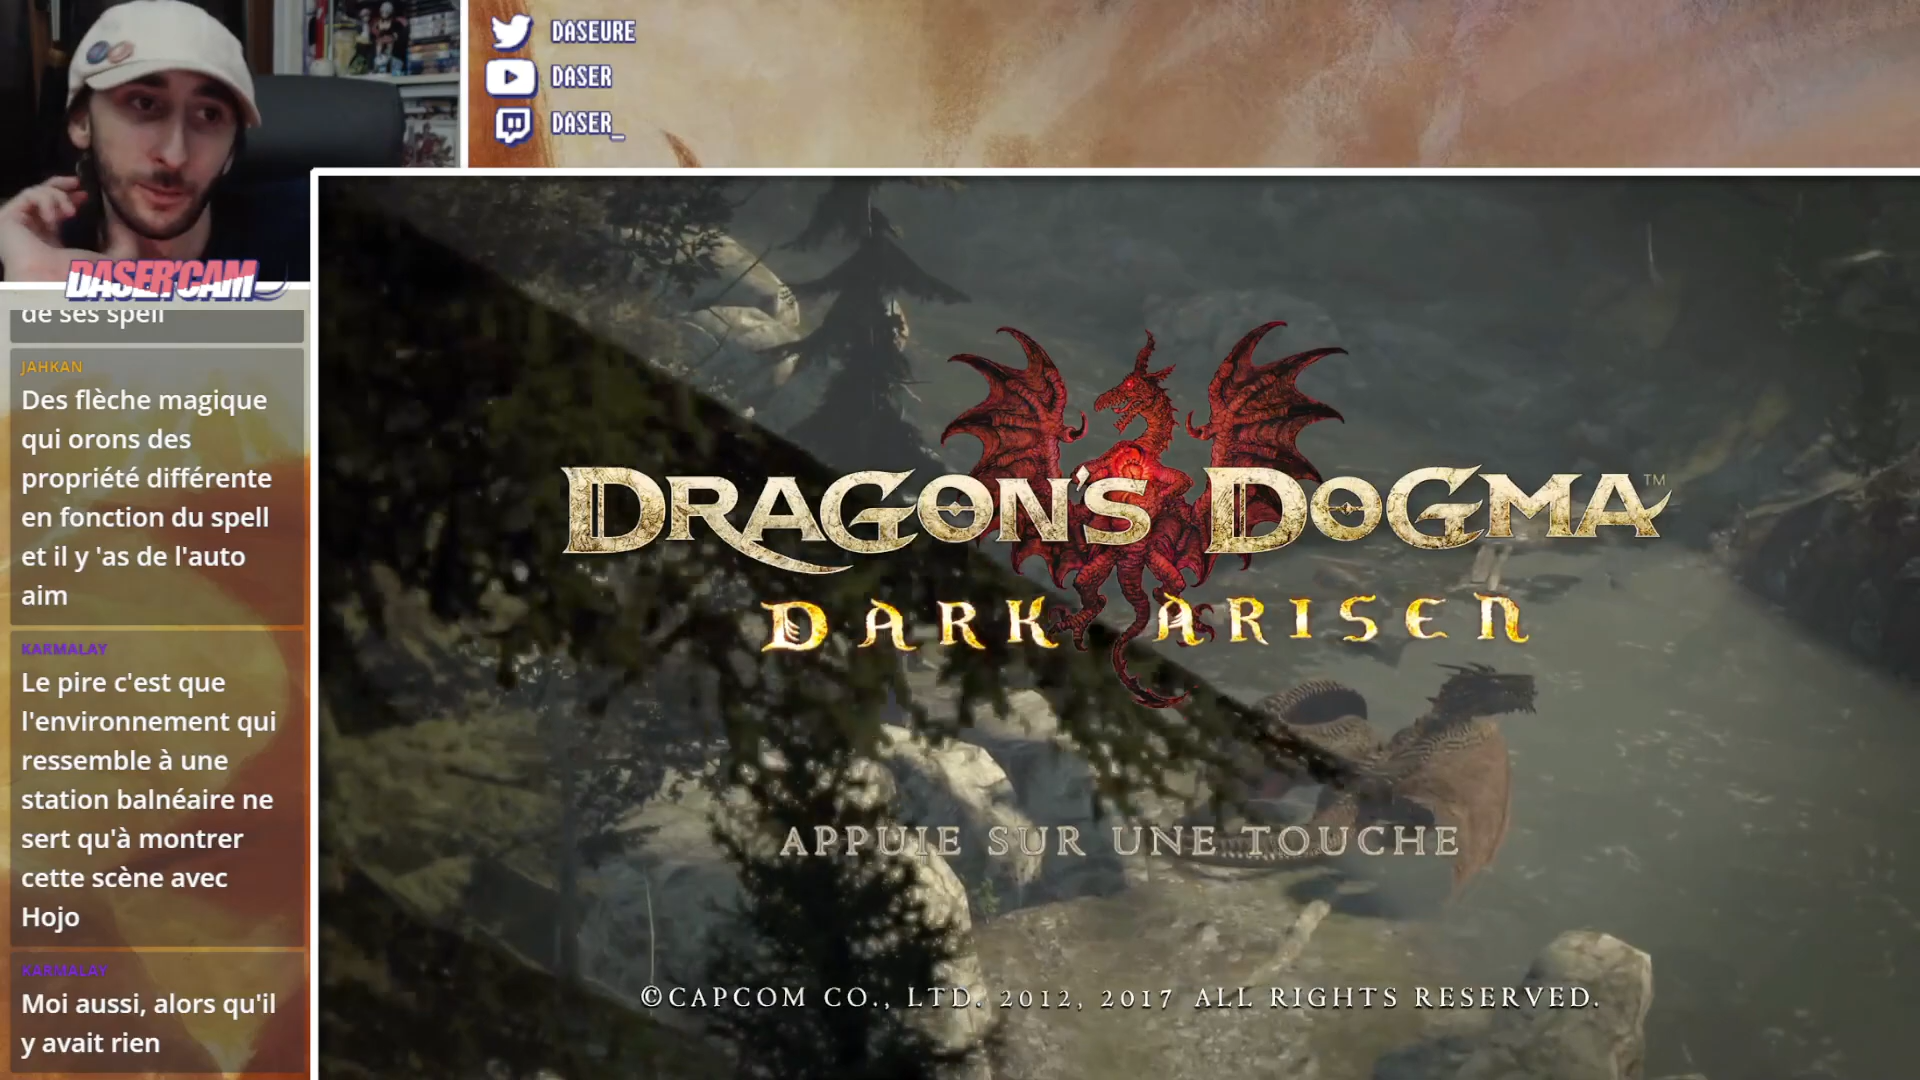 DASEURE
DASER
DASER_
DASER'CAM
de ses spell
JAHKAN
Des flèche magique
qui orons des
propriété différente
en fonction du spell
et il y 'as de l'auto
aim
KARMALAY
Le pire c'est que
l'environnement qui
ressemble à une
station balnéaire ne
sert qu'à montrer
cette scène avec
Hojo
KARMALAY
Moi aussi, alors qu'il
y avait rien
DRAGON'S DOGMA™
DARK ARISEN
APPUIE SUR UNE TOUCHE
©CAPCOM CO., LTD. 2012, 2017 ALL RIGHTS RESERVED.